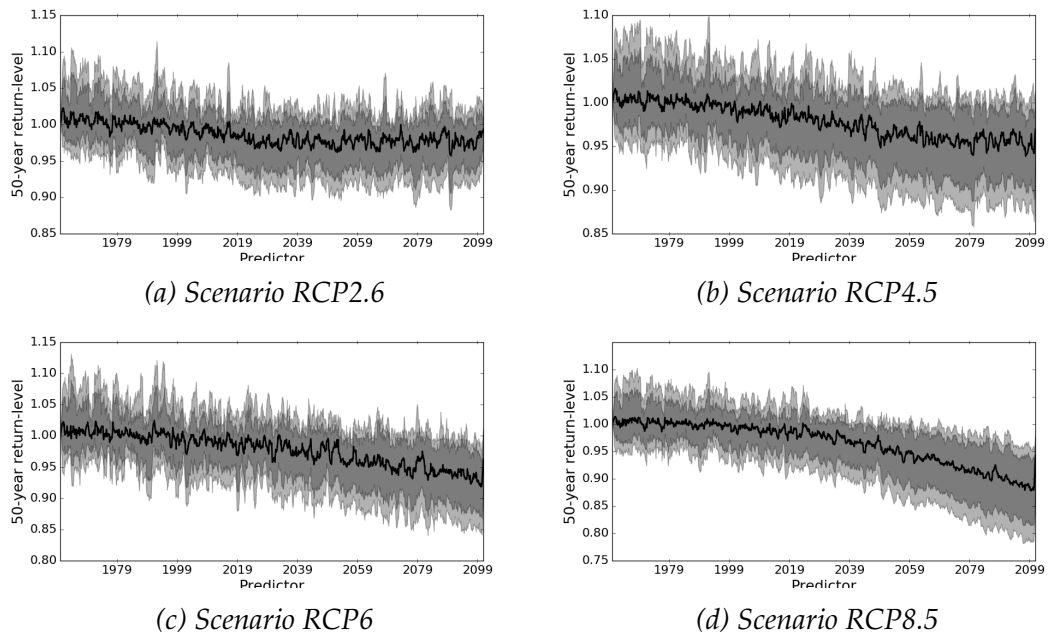 1.15
1.10
1.05
1.00
0.95
0.90
0.85
50-year return-level
1979 1999 2019 2039 2059 2079 2099
Predictor
(a) Scenario RCP2.6
1.10
1.05
1.00
0.95
0.90
0.85
50-year return-level
1979 1999 2019 2039 2059 2079 2099
Predictor
(b) Scenario RCP4.5
1.15
1.10
1.05
1.00
0.95
0.90
0.85
0.80
50-year return-level
1979 1999 2019 2039 2059 2079 2099
Predictor
(c) Scenario RCP6
1.10
1.05
1.00
0.95
0.90
0.85
0.80
0.75
50-year return-level
1979 1999 2019 2039 2059 2079 2099
Predictor
(d) Scenario RCP8.5